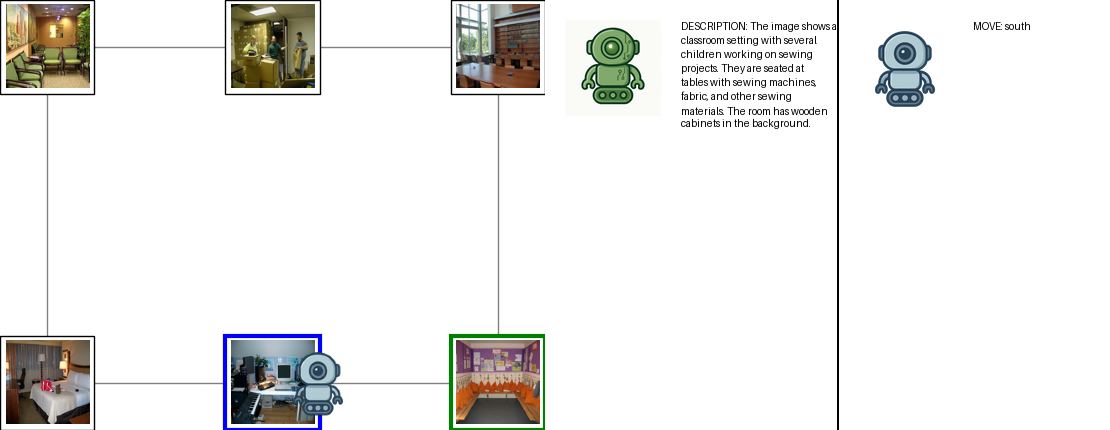 DESCRIPTION: The image shows a
classroom setting with several
children working on sewing
projects. They are seated at
tables with sewing machines,
fabric, and other sewing
materials. The room has wooden
cabinets in the background.
MOVE: south